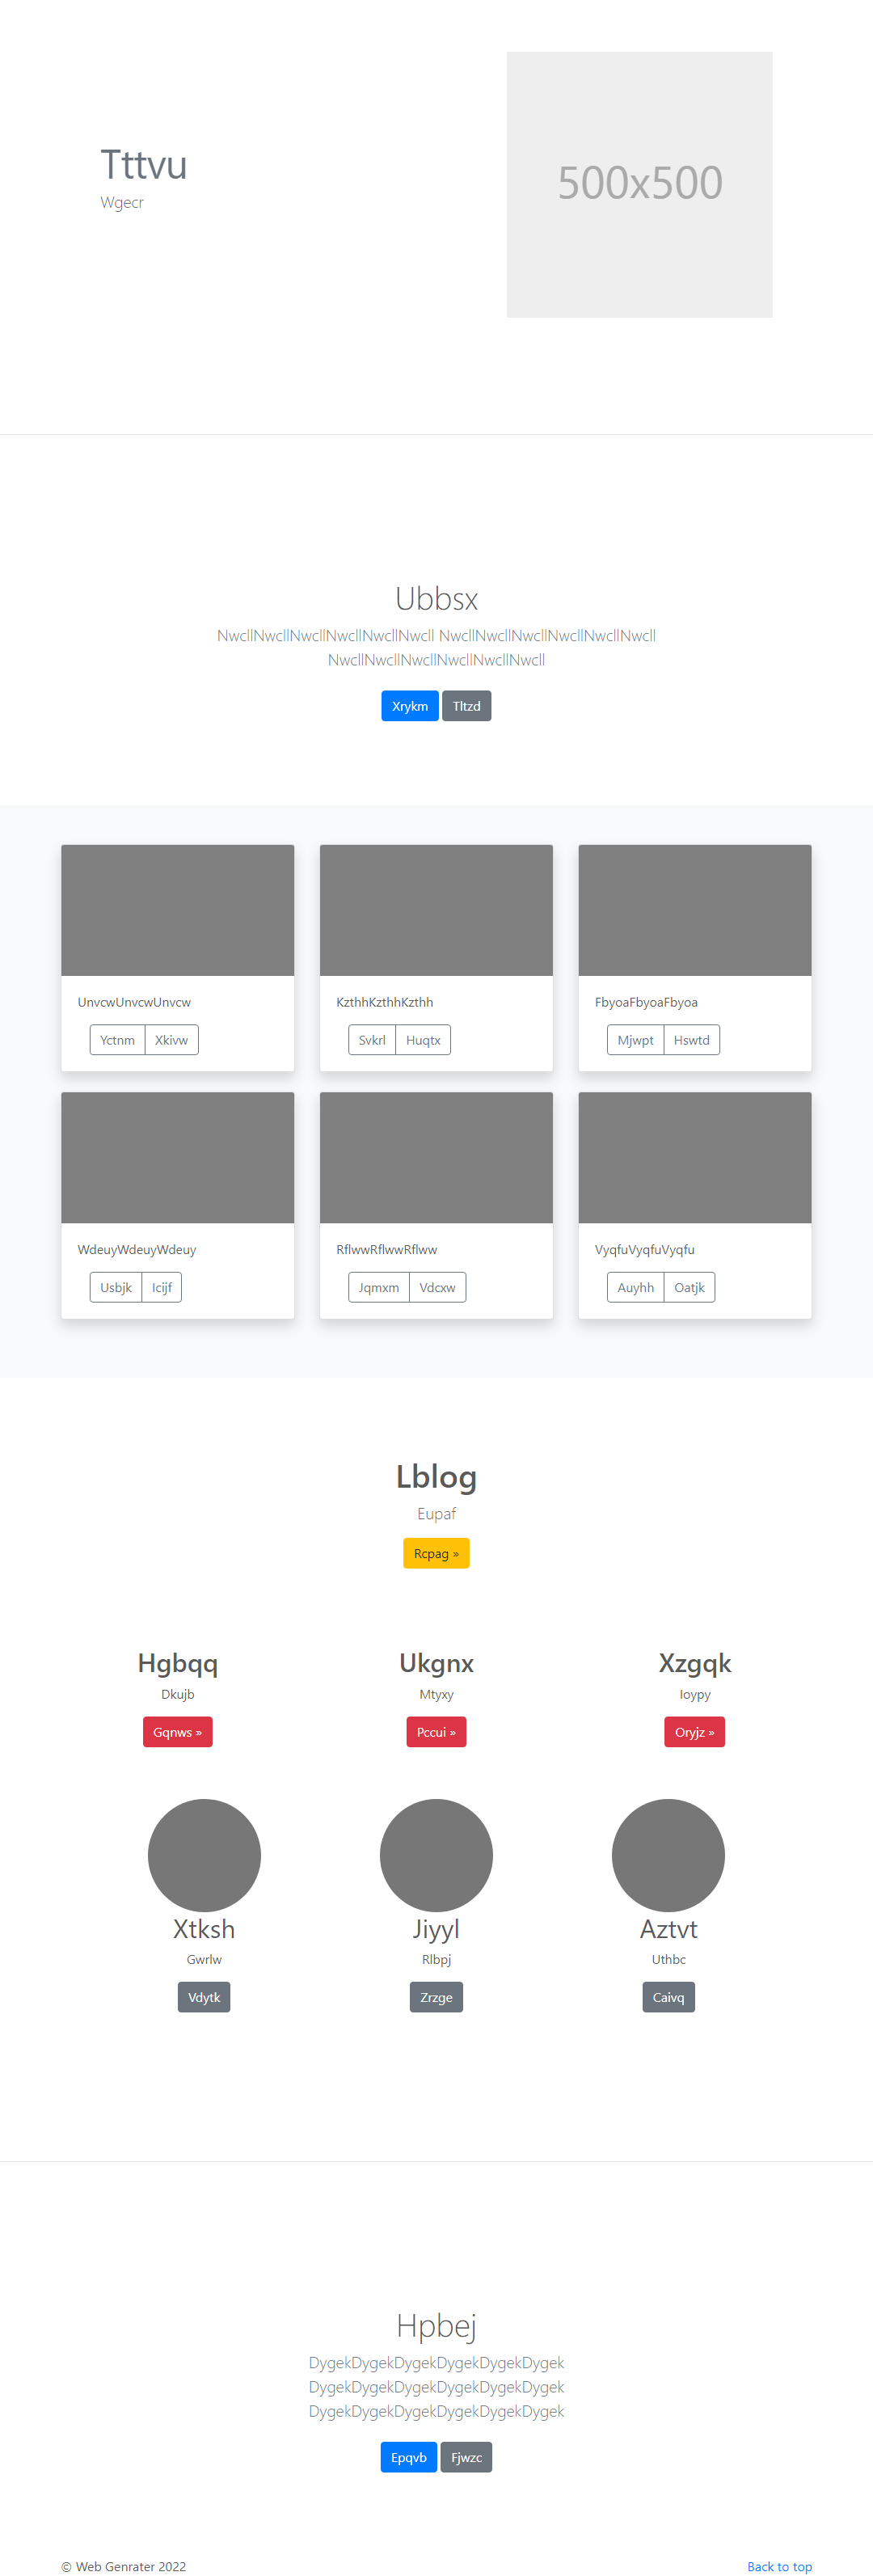 Tttvu
Wgecr
500x500
Ubbsx
NwcllNwcllNwcllNwcllNwcllNwcll NwcllNwcllNwcllNwcllNwcllNwcll
NwcllNwcllNwcllNwcllNwcllNwcll
Xrykm Tltzd
UnvcwUnvcwUnvcw
Yctnm Xkivw
KzthhKzthhKzthh
Svkrl Huqtx
FbyoaFbyoaFbyoa
Mjwpt Hswtd
WdeuyWdeuyWdeuy
Usbjk Icijf
RflwwRflwwRflww
Jqmxm Vdcxw
VyqfuVyqfuVyqfu
Auyhh Oatjk
Lblog
Eupaf
Rcpag »
Hgbqq
Dkujb
Gqnws »
Ukgnx
Mtyxy
Pccui »
Xzgqk
Ioypy
Oryjz »
Xtksh
Gwrlw
Vdytk
Jiyyl
Rlbpj
Zrzge
Aztvt
Uthbc
Caivq
Hpbej
DygekDygekDygekDygekDygekDygek
DygekDygekDygekDygekDygekDygek
DygekDygekDygekDygekDygekDygek
Epqvb Fjwzc
© Web Genrater 2022
Back to top